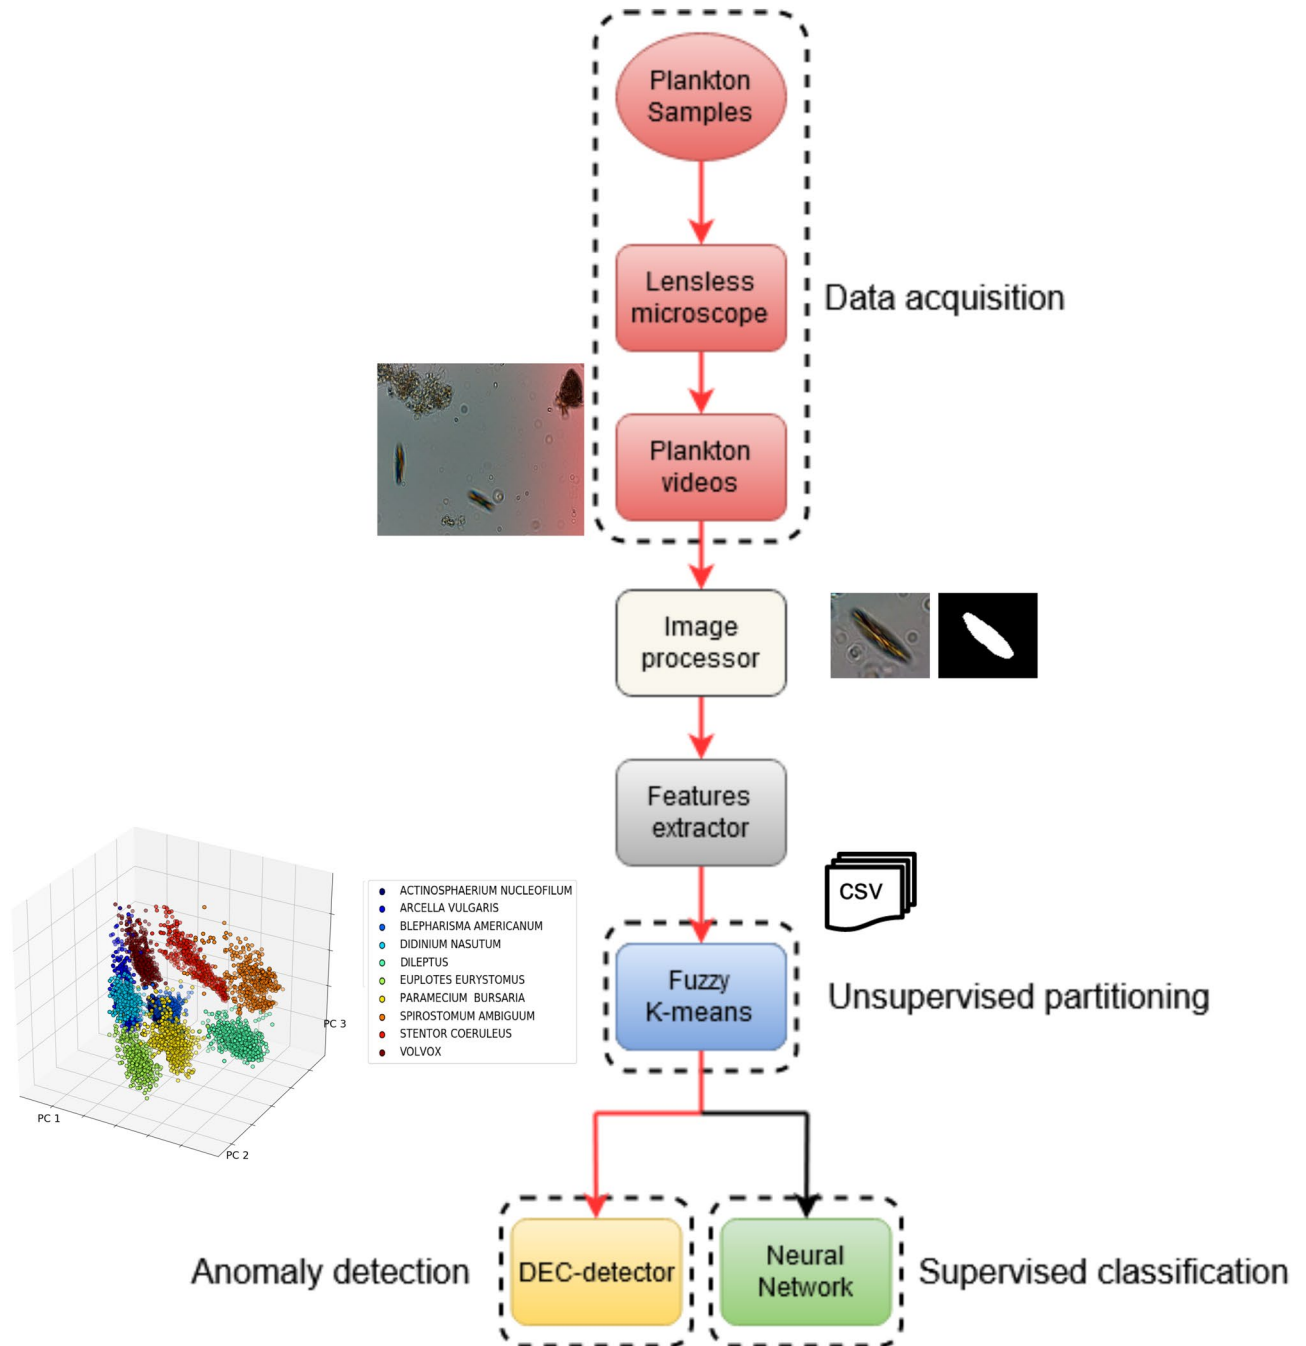 Plankton
Samples
Lensless
microscope
Data acquisition
Plankton
videos
Image
processor
Features
extractor
CSV
ACTINOSPHAERIUM NUCLEOFILUM
ARCELLA VULGARIS
BLEPHARISMA AMERICANUM
DIDINIUM NASUTUM
DILEPTUS
EUPLOTES EURYSTOMUS
PARAMECIUM BURSARIA
SPIROSTOMUM AMBIGUUM
STENTOR COERULEUS
VOLVOX
PC 3
PC 1
PC 2
Fuzzy
K-means
Unsupervised partitioning
Anomaly detection
DEC-detector
Neural
Network
Supervised classification